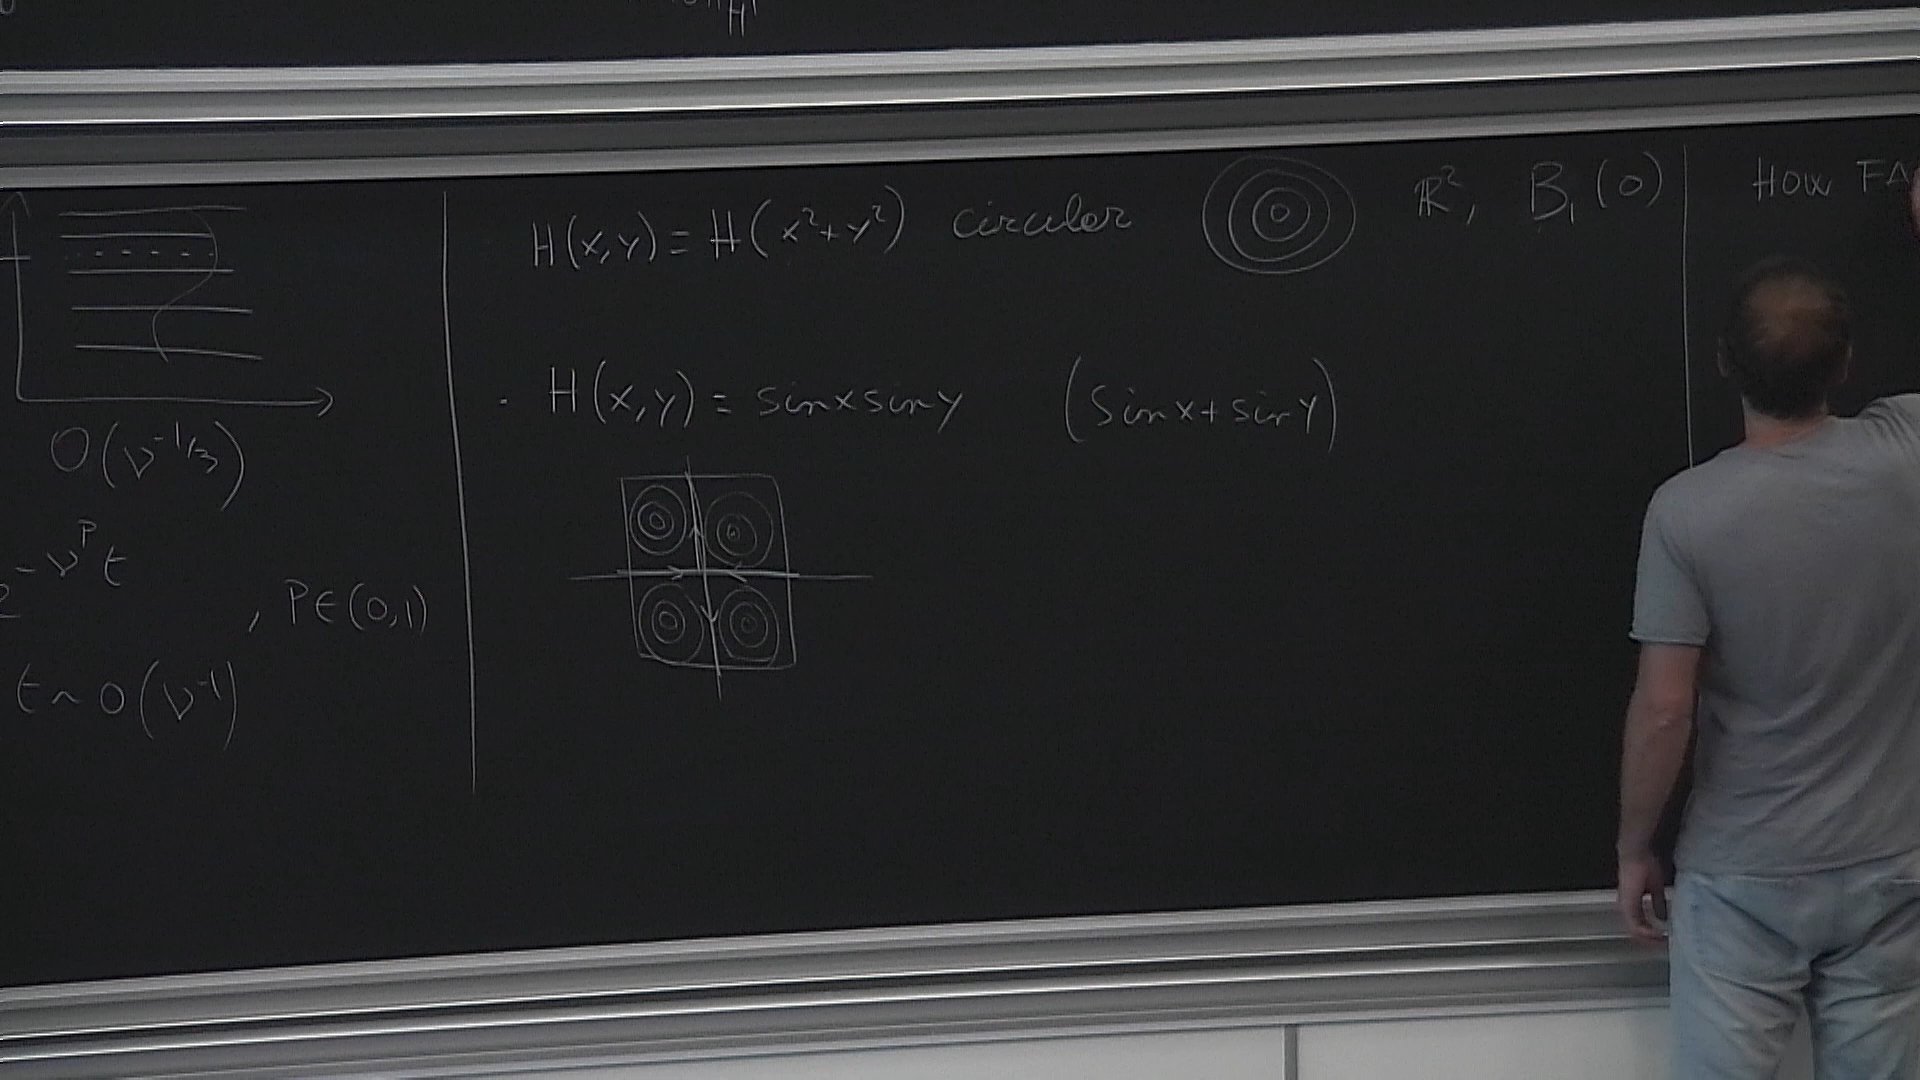 H
O(ν^{-1/3})
-ν^P t , P∈(0,1)
t ~ O(ν^{-1})
H(x,y) = H(x²+y²) circular ℝ², B₁(0)
· H(x,y) = sin x sin y (sin x + sin y)
How FA